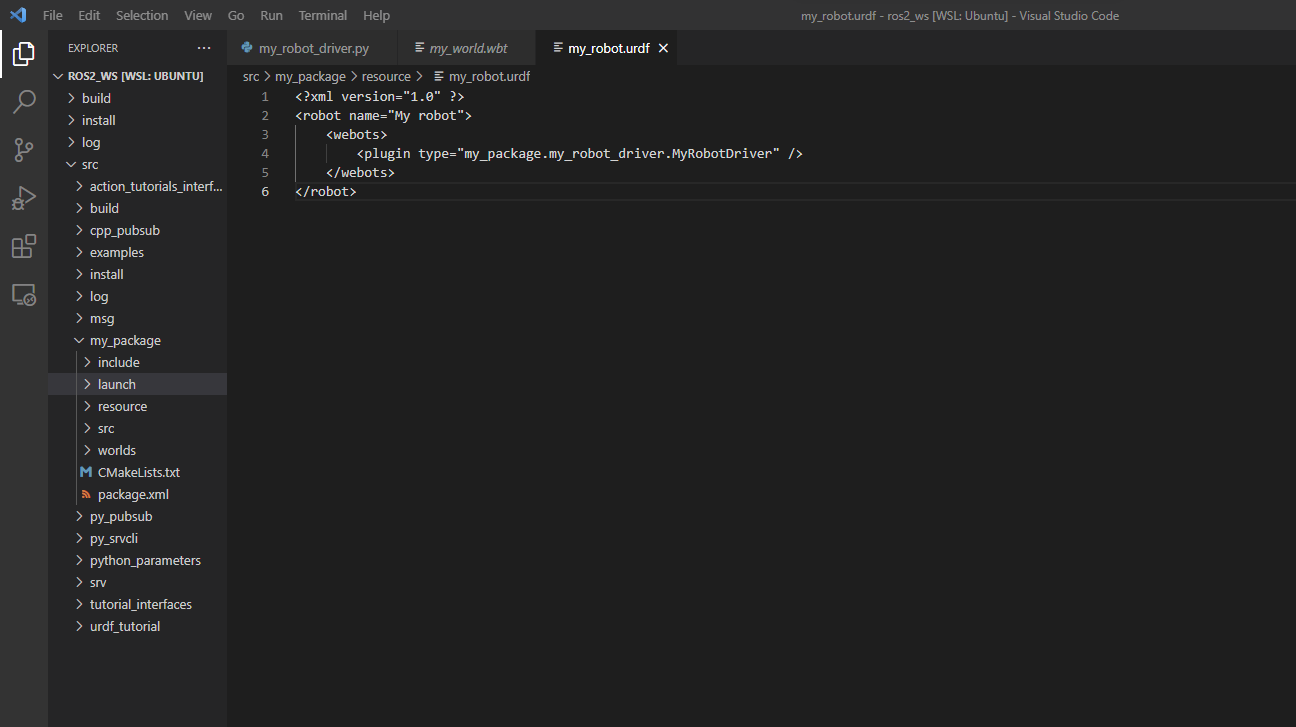 File Edit Selection View Go Run Terminal Help my_robot.urdf - ros2_ws [WSL: Ubuntu] - Visual Studio Code
EXPLORER ···
ROS2_WS [WSL: UBUNTU]
build
install
log
src
action_tutorials_interf...
build
cpp_pubsub
examples
install
log
msg
my_package
include
launch
resource
src
worlds
CMakeLists.txt
package.xml
py_pubsub
py_srvcli
python_parameters
srv
tutorial_interfaces
urdf_tutorial
my_robot_driver.py my_world.wbt my_robot.urdf
src > my_package > resource > my_robot.urdf
1 <?xml version="1.0" ?>
2 <robot name="My robot">
3     <webots>
4         <plugin type="my_package.my_robot_driver.MyRobotDriver" />
5     </webots>
6 </robot>